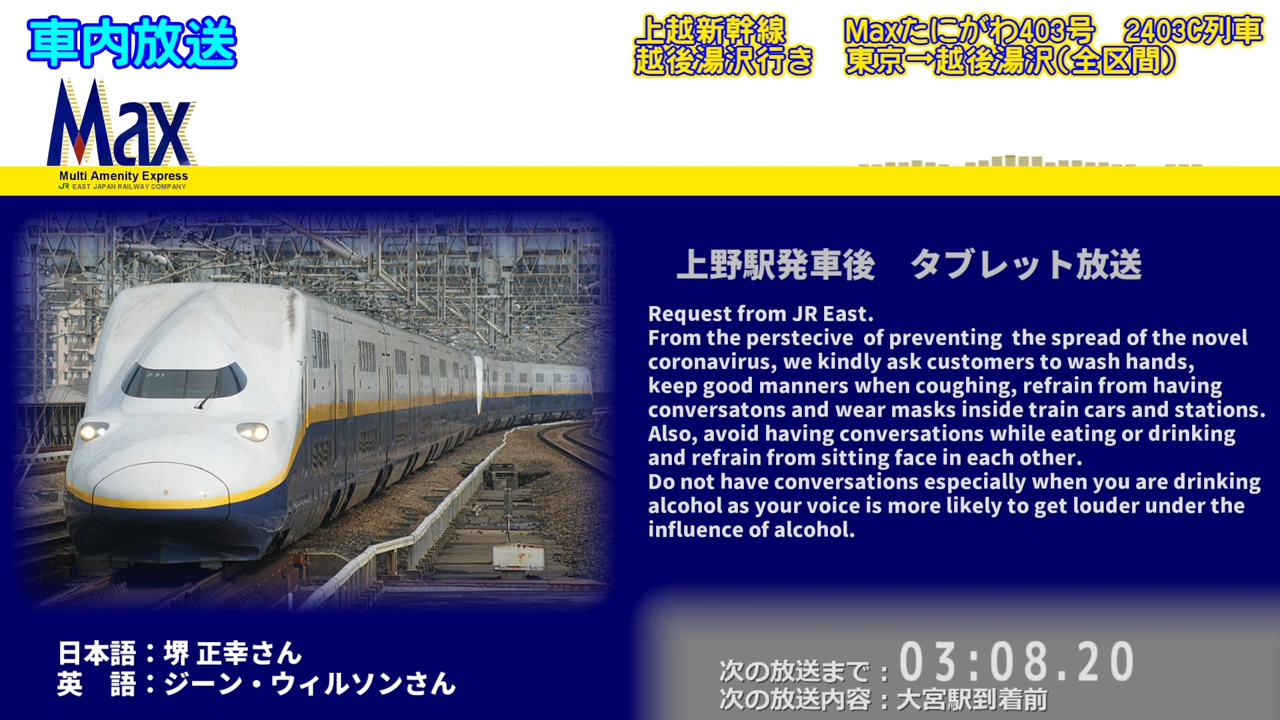 車内放送
上越新幹線　Maxたにがわ403号　2403C列車
越後湯沢行き　東京→越後湯沢(全区間)
Max
Multi Amenity Express
JR EAST JAPAN RAILWAY COMPANY
上野駅発車後　タブレット放送
Request from JR East.
From the perstecive of preventing the spread of the novel
coronavirus, we kindly ask customers to wash hands,
keep good manners when coughing, refrain from having
conversatons and wear masks inside train cars and stations.
Also, avoid having conversations while eating or drinking
and refrain from sitting face in each other.
Do not have conversations especially when you are drinking
alcohol as your voice is more likely to get louder under the
influence of alcohol.
日本語：堺 正幸さん
英　語：ジーン・ウィルソンさん
次の放送まで：03:08.20
次の放送内容：大宮駅到着前